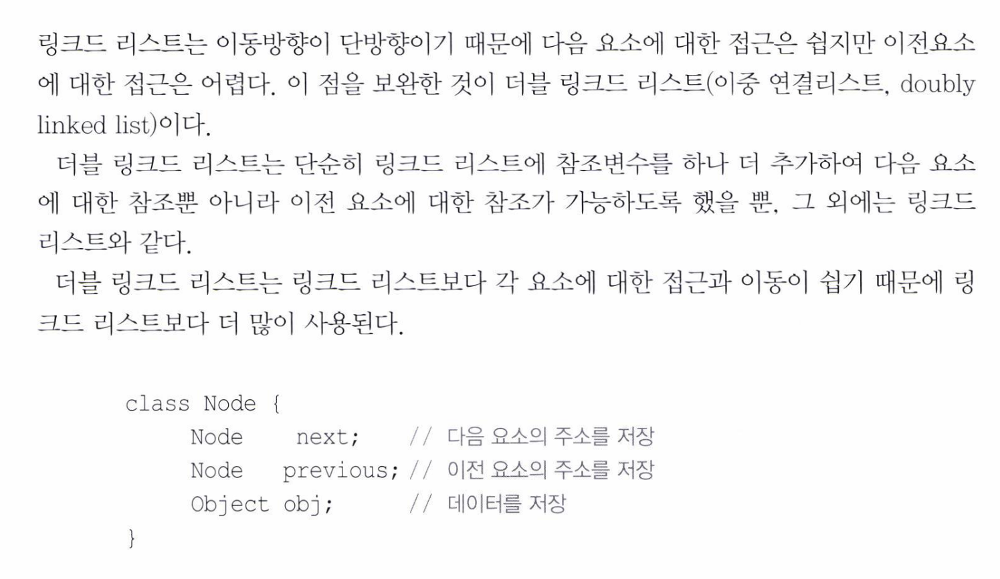 링크드 리스트는 이동방향이 단방향이기 때문에 다음 요소에 대한 접근은 쉽지만 이전요소
에 대한 접근은 어렵다. 이 점을 보완한 것이 더블 링크드 리스트(이중 연결리스트, doubly
linked list)이다.
더블 링크드 리스트는 단순히 링크드 리스트에 참조변수를 하나 더 추가하여 다음 요소
에 대한 참조뿐 아니라 이전 요소에 대한 참조가 가능하도록 했을 뿐, 그 외에는 링크드
리스트와 같다.
더블 링크드 리스트는 링크드 리스트보다 각 요소에 대한 접근과 이동이 쉽기 때문에 링
크드 리스트보다 더 많이 사용된다.
class Node {
Node next; // 다음 요소의 주소를 저장
Node previous; // 이전 요소의 주소를 저장
Object obj; // 데이터를 저장
}